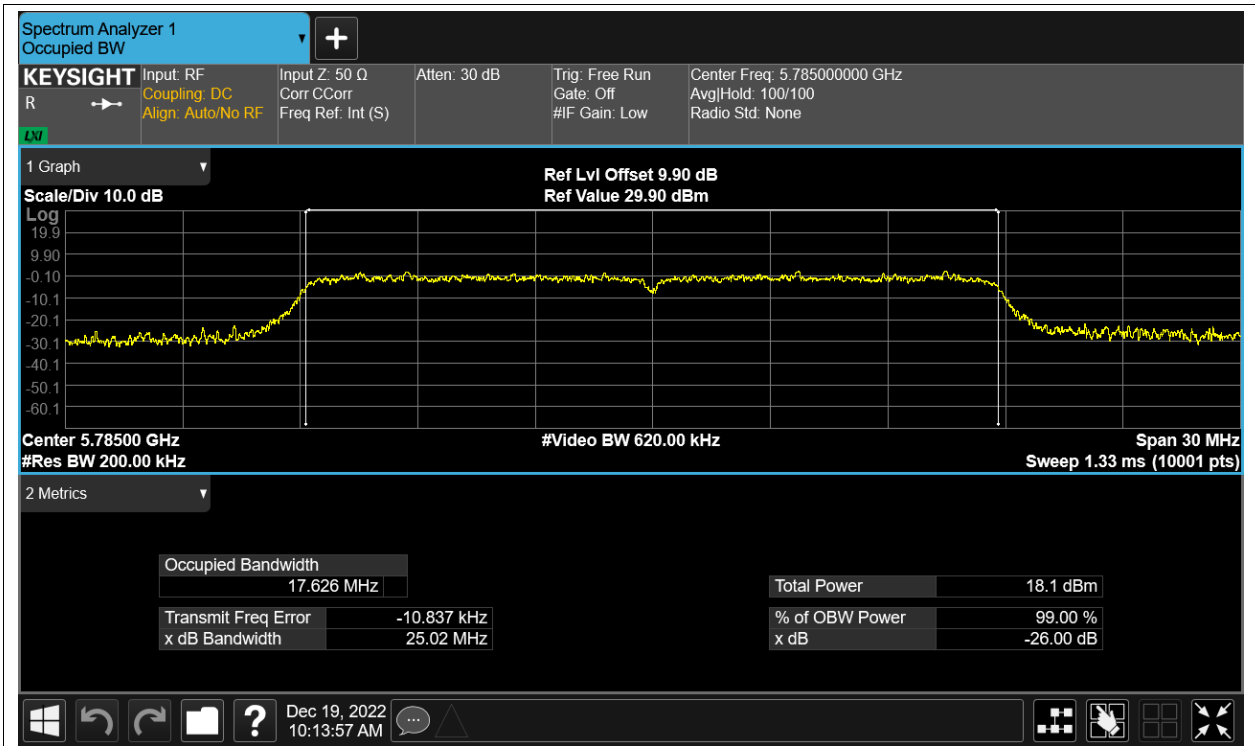 Spectrum Analyzer 1
Occupied BW
KEYSIGHT
R
LXI
Input: RF
Coupling: DC
Align: Auto/No RF
Input Z: 50 Ω
Corr CCorr
Freq Ref: Int (S)
Atten: 30 dB
Trig: Free Run
Gate: Off
#IF Gain: Low
Center Freq: 5.785000000 GHz
Avg|Hold: 100/100
Radio Std: None
1 Graph
Scale/Div 10.0 dB
Ref Lvl Offset 9.90 dB
Ref Value 29.90 dBm
Log
19.9
9.90
-0.10
-10.1
-20.1
-30.1
-40.1
-50.1
-60.1
Center 5.78500 GHz
#Res BW 200.00 kHz
#Video BW 620.00 kHz
Span 30 MHz
Sweep 1.33 ms (10001 pts)
2 Metrics
Occupied Bandwidth
17.626 MHz
Transmit Freq Error -10.837 kHz
x dB Bandwidth 25.02 MHz
Total Power 18.1 dBm
% of OBW Power 99.00 %
x dB -26.00 dB
?
Dec 19, 2022
10:13:57 AM